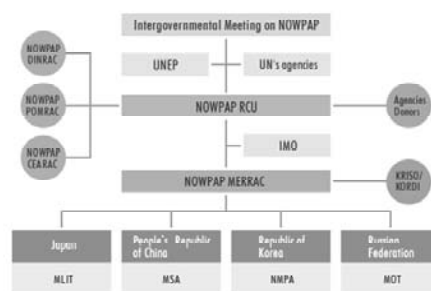 Intergovernmental Meeting on NOWPAP
NOWPAP
DINRAC
UNEP
UN's agencies
NOWPAP
POMRAC
NOWPAP RCU
Agencies
Donors
NOWPAP
CEARAC
IMO
NOWPAP MERRAC
KRISO/
KORDI
Japan
People's Republic
of China
Republic of
Korea
Russian
Federation
MLIT
MSA
NMPA
MOT